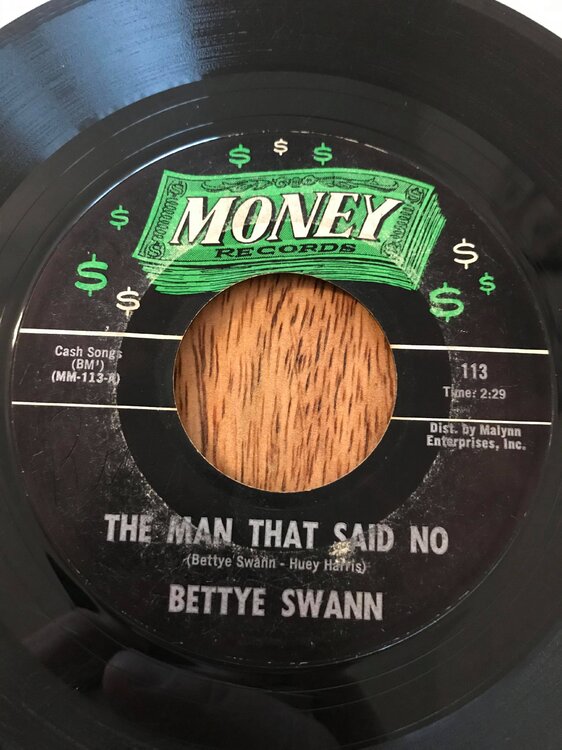 $ $ $
$ $
$ $
$ $
MONEY
RECORDS
Cash Songs
(BMI)
(MM-113-A)
113
Time: 2:29
Dist. by Malynn
Enterprises, Inc.
THE MAN THAT SAID NO
(Bettye Swann - Huey Harris)
BETTYE SWANN